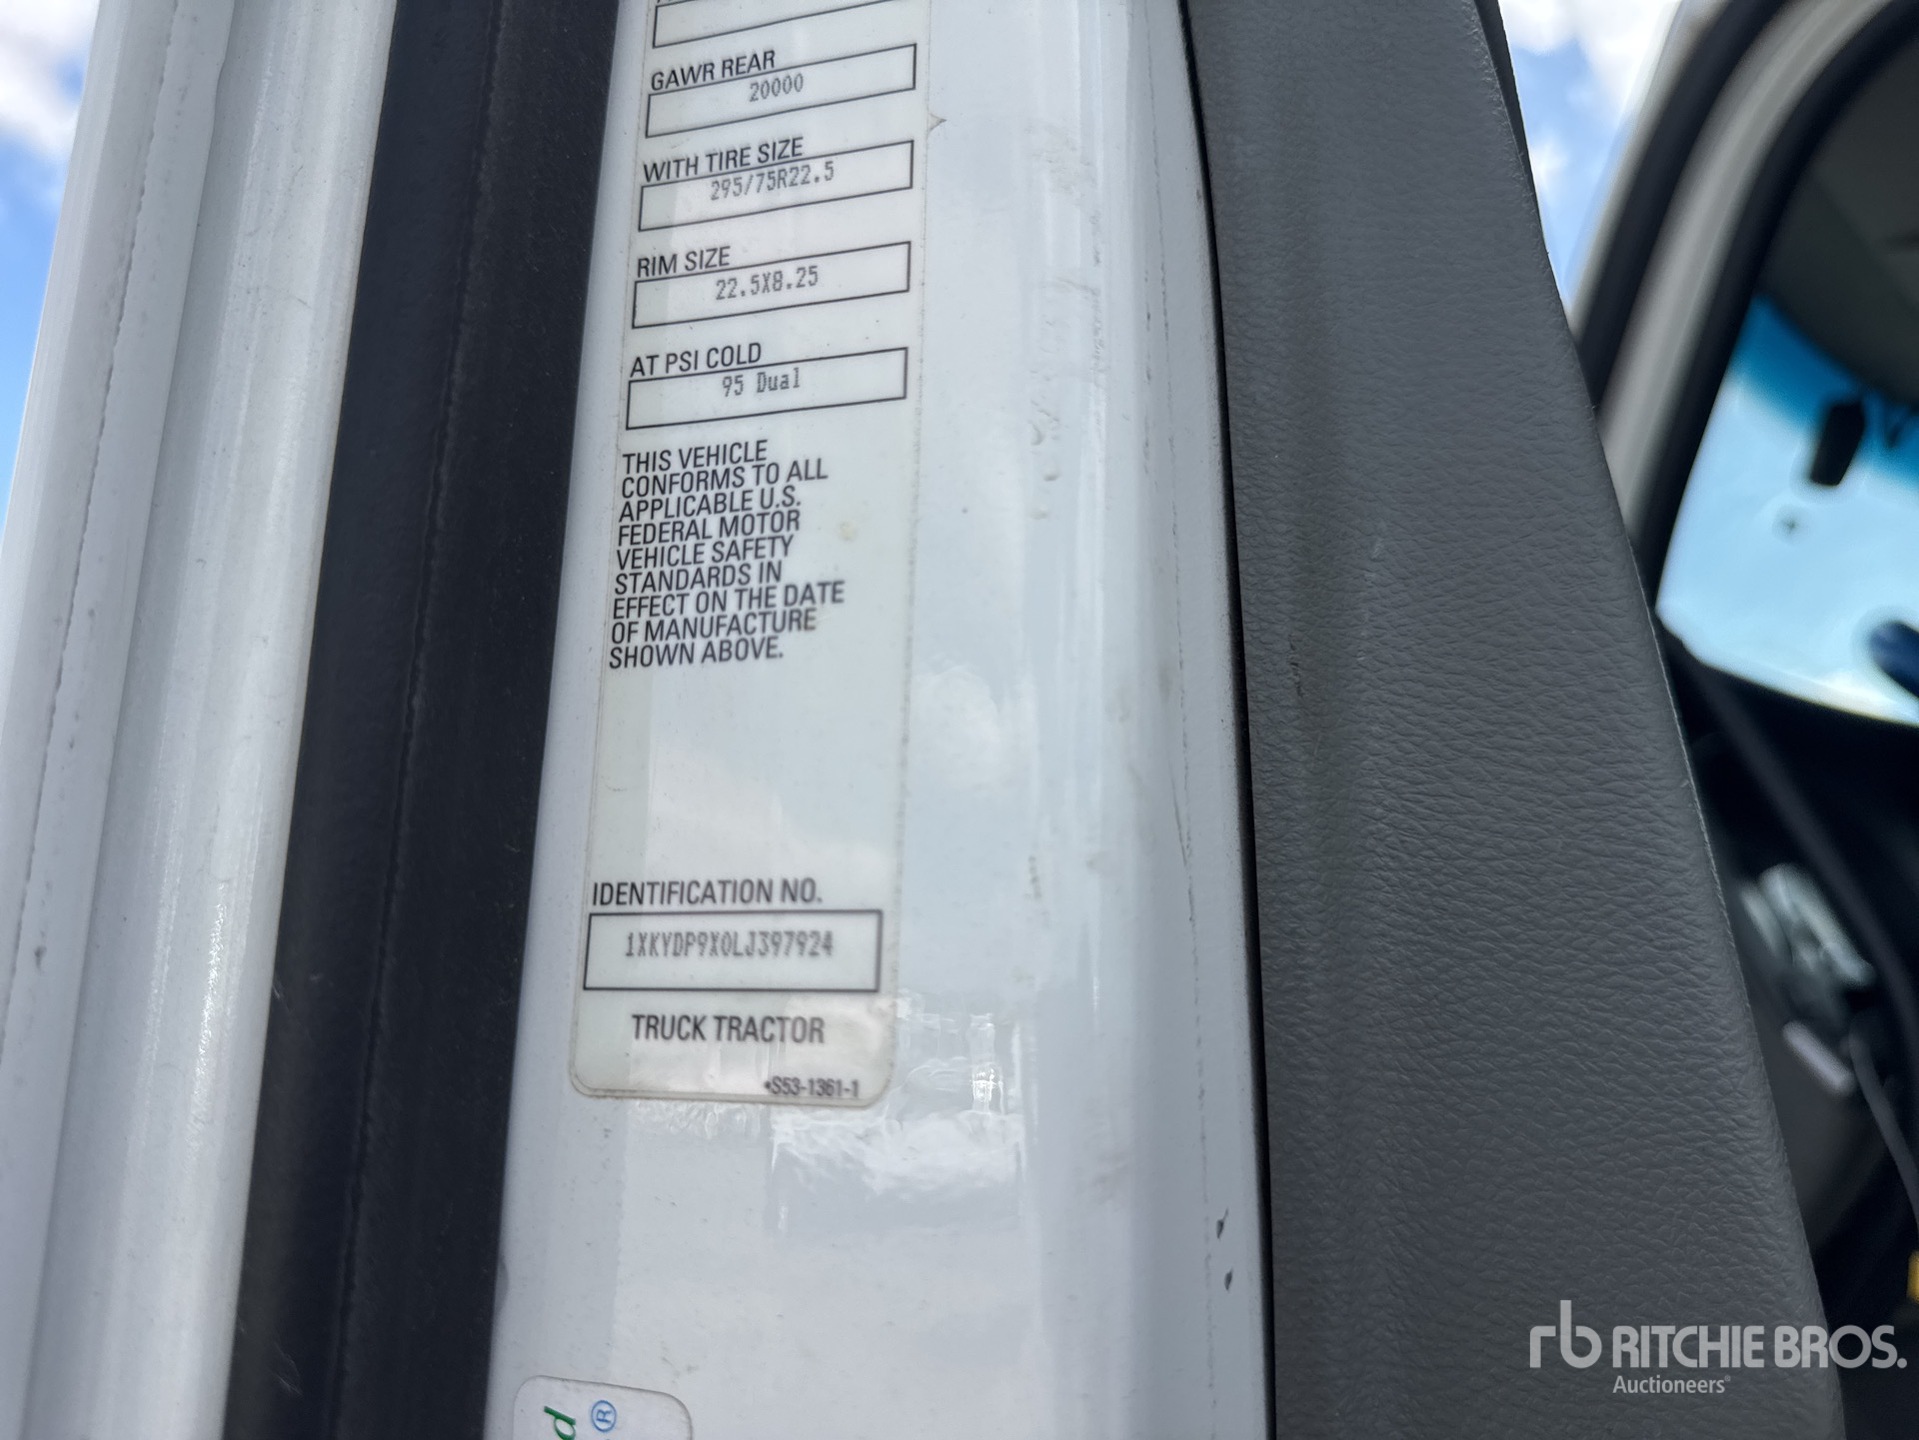 GAWR REAR
20000
WITH TIRE SIZE
295/75R22.5
RIM SIZE
22.5X8.25
AT PSI COLD
95 Dual
THIS VEHICLE
CONFORMS TO ALL
APPLICABLE U.S.
FEDERAL MOTOR
VEHICLE SAFETY
STANDARDS IN
EFFECT ON THE DATE
OF MANUFACTURE
SHOWN ABOVE.
IDENTIFICATION NO.
1XKYDP9X0LJ397924
TRUCK TRACTOR
•S53-1361-1
d ®
rb RITCHIE BROS.
Auctioneers®